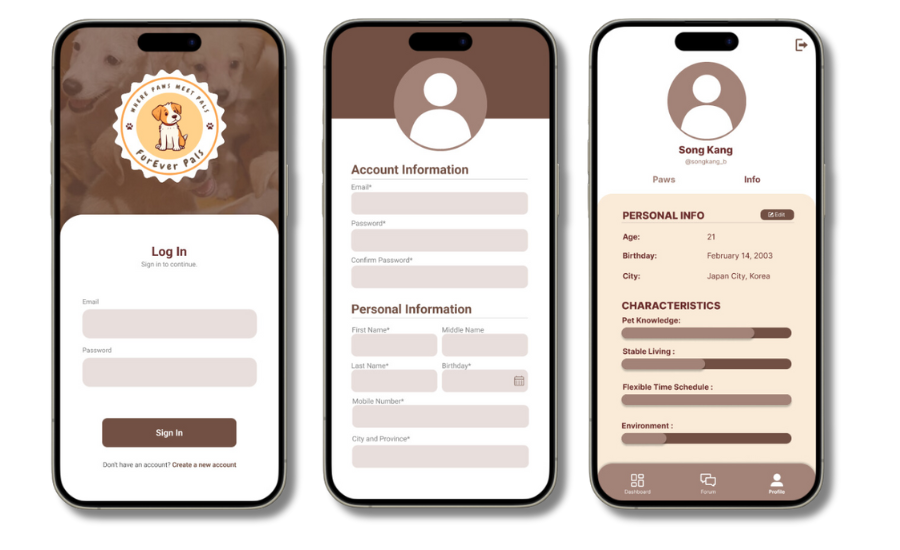 WHERE PAWS MEET PALS
FurEver Pals
Log In
Sign in to continue.
Email
Password
Sign In
Don't have an account? Create a new account
Account Information
Email*
Password*
Confirm Password*
Personal Information
First Name*
Middle Name
Last Name*
Birthday*
Mobile Number*
City and Province*
Song Kang
@songkang_b
Paws
Info
PERSONAL INFO
Edit
Age:
21
Birthday:
February 14, 2003
City:
Japan City, Korea
CHARACTERISTICS
Pet Knowledge:
Stable Living :
Flexible Time Schedule :
Environment :
Dashboard
Forum
Profile